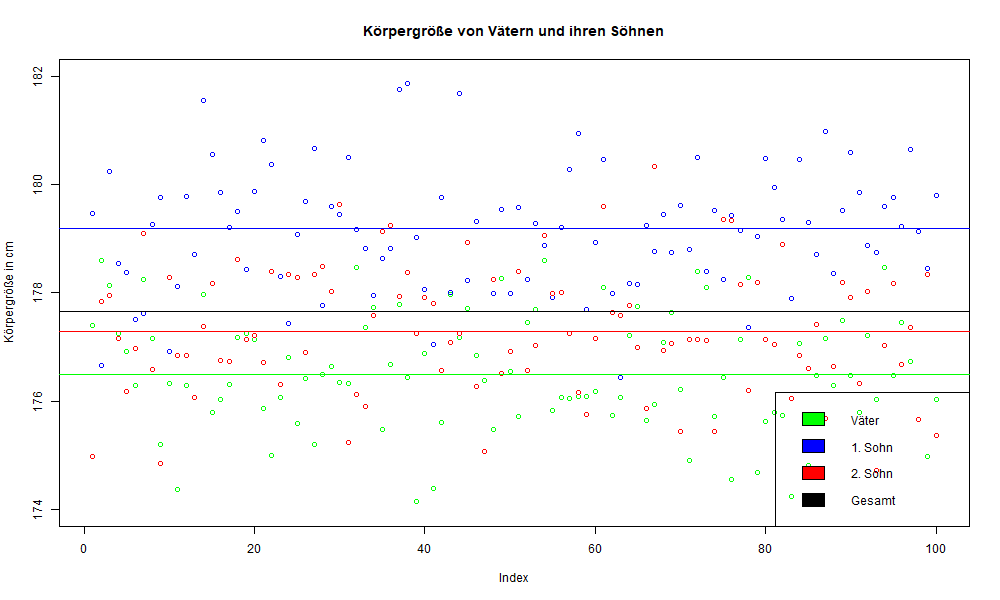 Körpergröße von Vätern und ihren Söhnen
Körpergröße in cm
182
180
178
176
174
Väter
1. Sohn
2. Sohn
Gesamt
0 20 40 60 80 100
Index